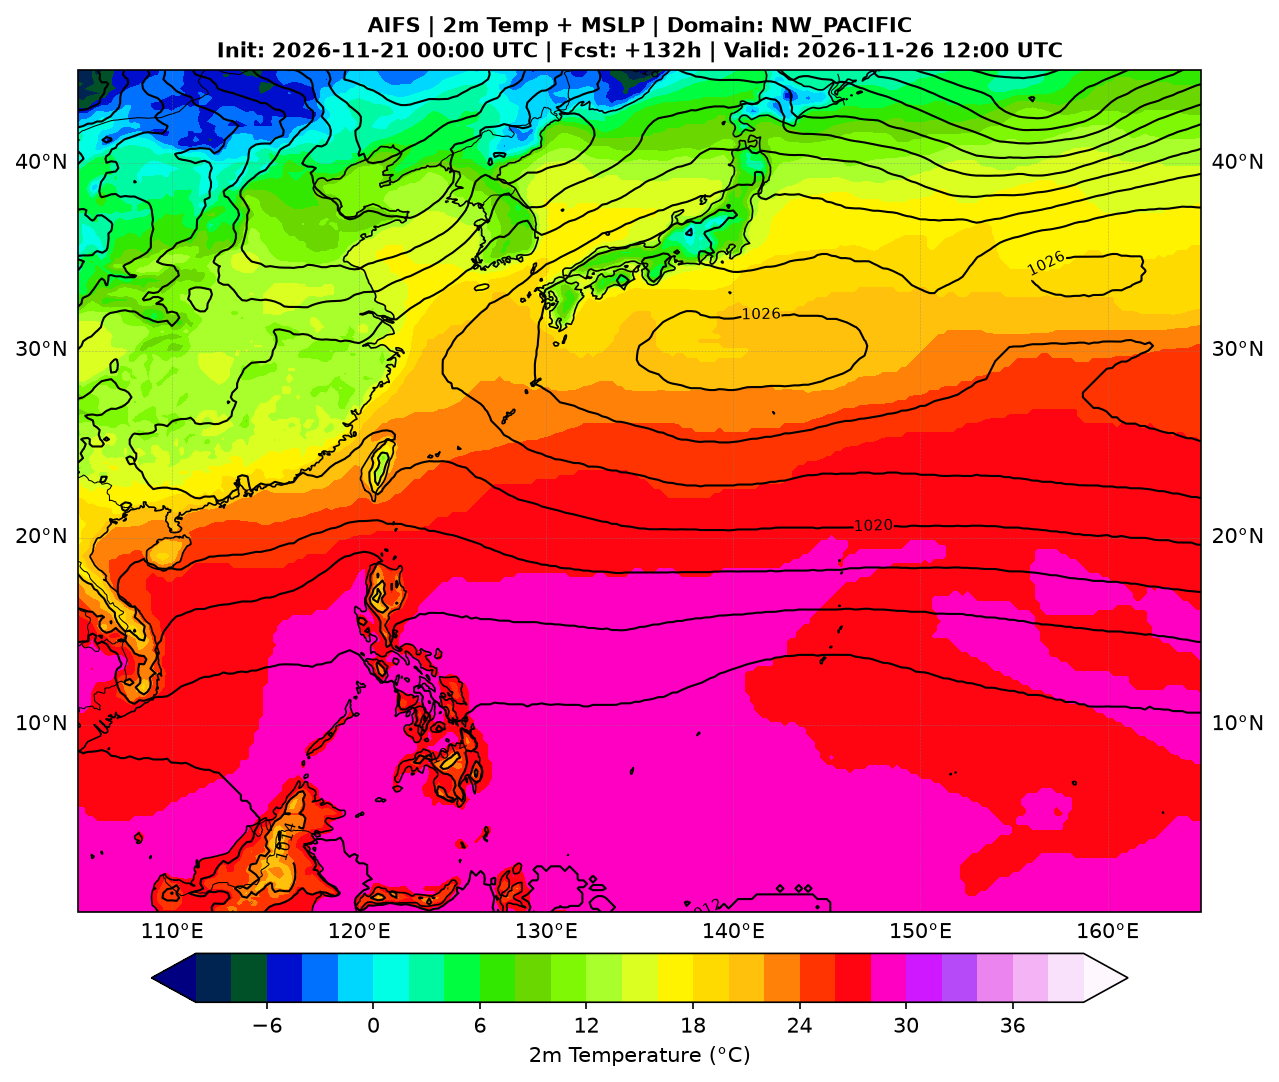 AIFS | 2m Temp + MSLP | Domain: NW_PACIFIC
Init: 2026-11-21 00:00 UTC | Fcst: +132h | Valid: 2026-11-26 12:00 UTC
40°N
40°N
1026
1026
30°N
30°N
1020
20°N
20°N
10°N
10°N
1014
110°E
120°E
130°E
140°E
150°E
160°E
−6
0
6
12
18
24
30
36
2m Temperature (°C)